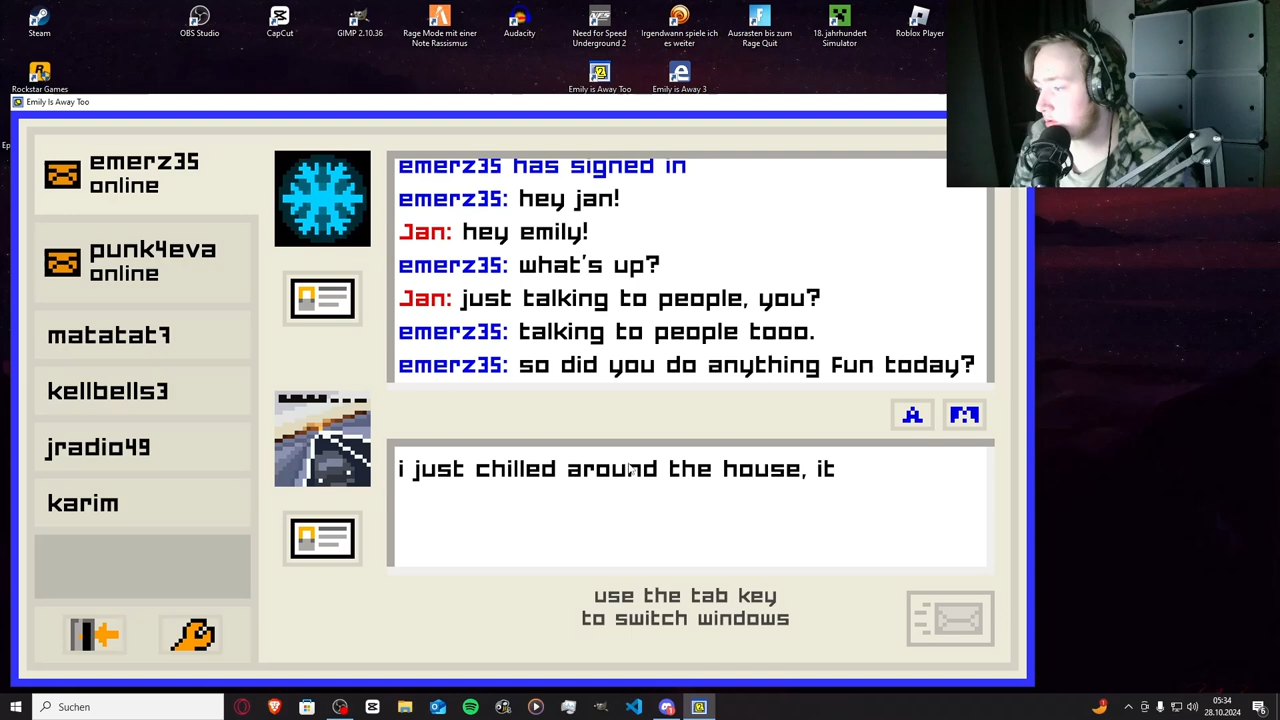 Steam
OBS Studio
CapCut
GIMP 2.10.36
Rage Mode mit einer Note Rassismus
Audacity
Need for Speed Underground 2
Irgendwann spiele ich es weiter
Ausrasten bis zum Rage Quit
18. jahrhundert Simulator
Roblox Player
Rockstar Games
Emily is Away Too
Emily is Away 3
Emily Is Away Too
emerz35
online
punk4eva
online
matatat7
kellbells3
jradio49
karim
emerz35 has signed in
emerz35: hey jan!
Jan: hey emily!
emerz35: what's up?
Jan: just talking to people, you?
emerz35: talking to people tooo.
emerz35: so did you do anything fun today?
A M
i just chilled around the house, it
use the tab key
to switch windows
Suchen
05:34
28.10.2024